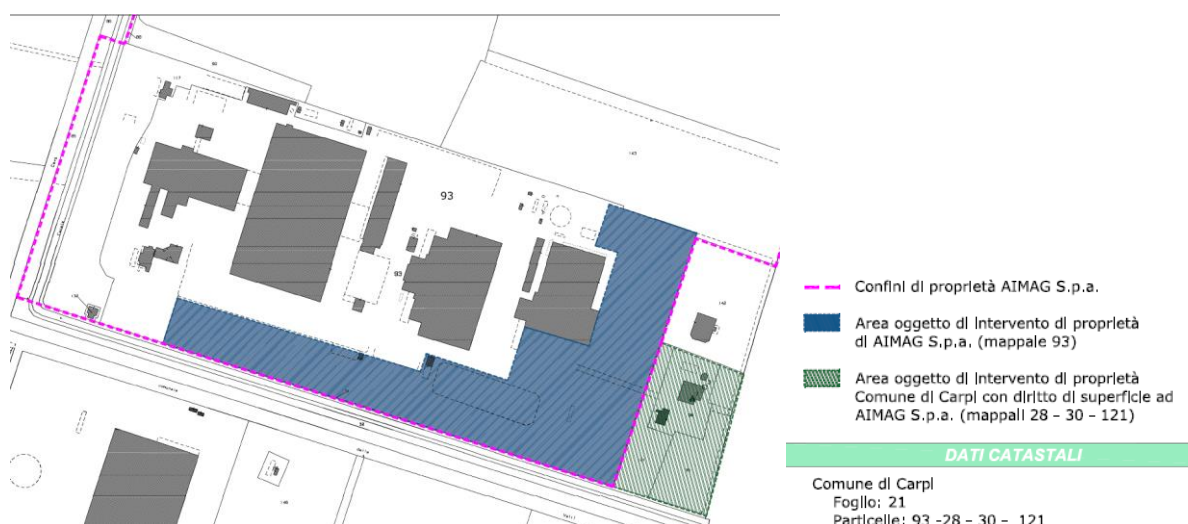 93
93
Confini di proprietà AIMAG S.p.a.
Area oggetto di intervento di proprietà
di AIMAG S.p.a. (mappale 93)
Area oggetto di intervento di proprietà
Comune di Carpi con diritto di superficie ad
AIMAG S.p.a. (mappali 28 – 30 – 121)
DATI CATASTALI
Comune di Carpi
Foglio: 21
Particelle: 93 -28 – 30 – 121